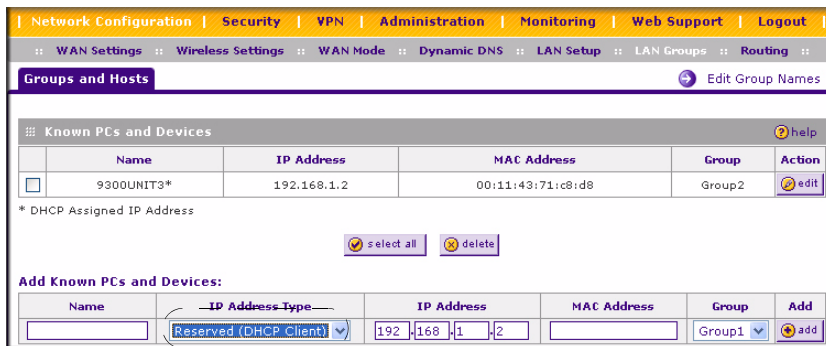 Network Configuration | Security | VPN | Administration | Monitoring | Web Support | Logout |
:: WAN Settings :: Wireless Settings :: WAN Mode :: Dynamic DNS :: LAN Setup :: LAN Groups :: Routing ::
Groups and Hosts Edit Group Names
Known PCs and Devices help
Name IP Address MAC Address Group Action
9300UNIT3* 192.168.1.2 00:11:43:71:c8:d8 Group2 edit
* DHCP Assigned IP Address
select all delete
Add Known PCs and Devices:
Name IP Address Type IP Address MAC Address Group Add
Reserved (DHCP Client) 192 .168 .1 .2 Group1 add